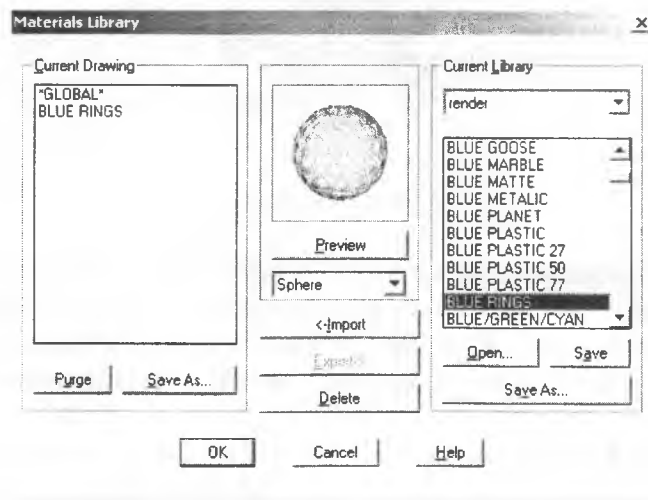 Materials Library
Current Drawing
*GLOBAL*
BLUE RINGS
Purge
Save As...
Preview
Sphere
<-Import
Export->
Delete
Current Library
render
BLUE GOOSE
BLUE MARBLE
BLUE MATTE
BLUE METALIC
BLUE PLANET
BLUE PLASTIC
BLUE PLASTIC 27
BLUE PLASTIC 50
BLUE PLASTIC 77
BLUE RINGS
BLUE/GREEN/CYAN
Open...
Save
Save As...
OK
Cancel
Help